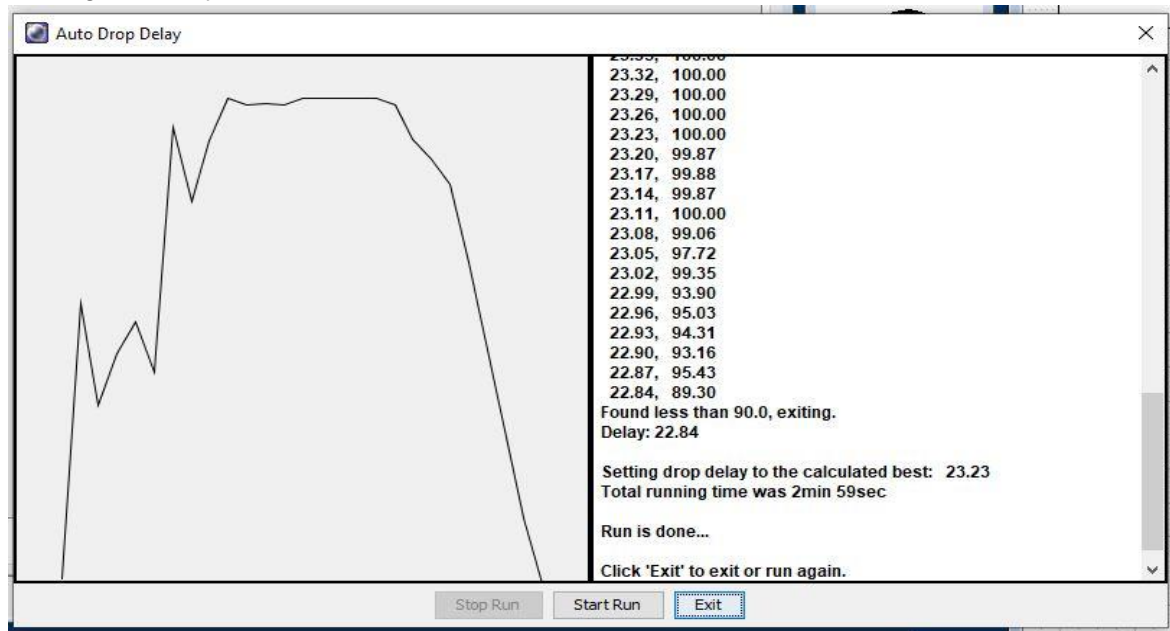 Auto Drop Delay
23.32, 100.00
23.29, 100.00
23.26, 100.00
23.23, 100.00
23.20, 99.87
23.17, 99.88
23.14, 99.87
23.11, 100.00
23.08, 99.06
23.05, 97.72
23.02, 99.35
22.99, 93.90
22.96, 95.03
22.93, 94.31
22.90, 93.16
22.87, 95.43
22.84, 89.30
Found less than 90.0, exiting.
Delay: 22.84
Setting drop delay to the calculated best: 23.23
Total running time was 2min 59sec
Run is done...
Click 'Exit' to exit or run again.
Stop Run
Start Run
Exit